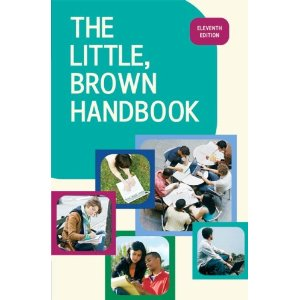 THE
LITTLE,
BROWN
HANDBOOK
ELEVENTH
EDITION